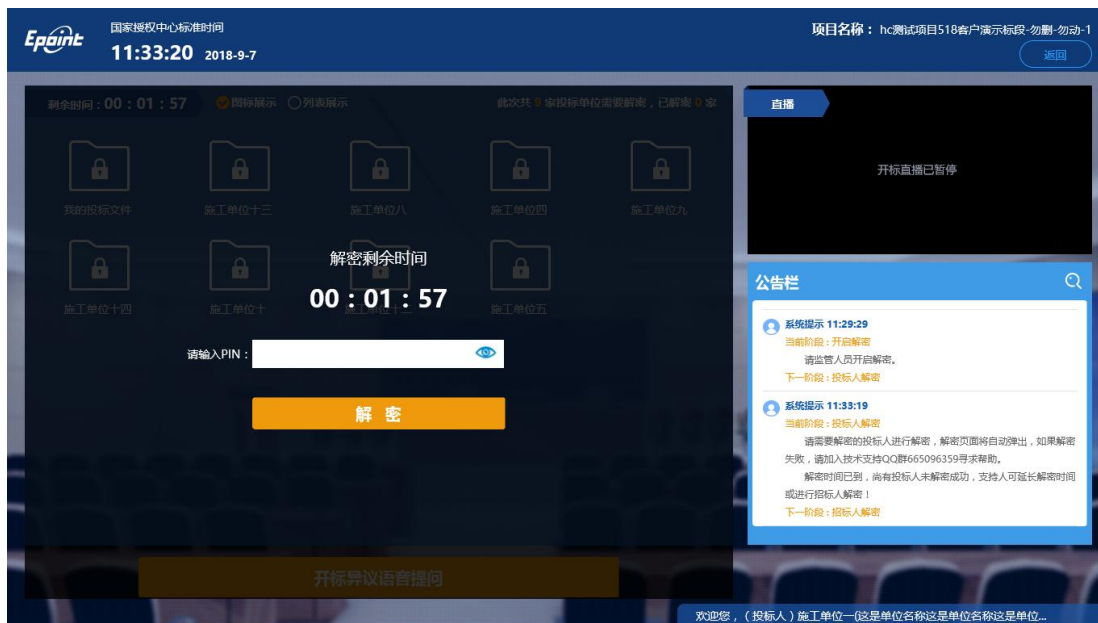 Epoint
国家授权中心标准时间
11:33:20 2018-9-7
项目名称：hc测试项目518客户演示标段-勿删-勿动-1
返回
剩余时间：00：01：57
图标展示 列表展示
此次共 9 家投标单位需要解密，已解密 0 家
我的投标文件 施工单位十三 施工单位八 施工单位四 施工单位九
施工单位十四 施工单位十 施工单位十二 施工单位五
解密剩余时间
00：01：57
请输入PIN：
解 密
开标异议语音提问
直播
开标直播已暂停
公告栏
系统提示 11:29:29
当前阶段：开启解密
请监管人员开启解密。
下一阶段：投标人解密
系统提示 11:33:19
当前阶段：投标人解密
请需要解密的投标人进行解密，解密页面将自动弹出，如果解密
失败，请加入技术支持QQ群665096359寻求帮助。
解密时间已到，尚有投标人未解密成功，支持人可延长解密时间
或进行招标人解密！
下一阶段：招标人解密
欢迎您，（投标人）施工单位一(这是单位名称这是单位名称这是单位...